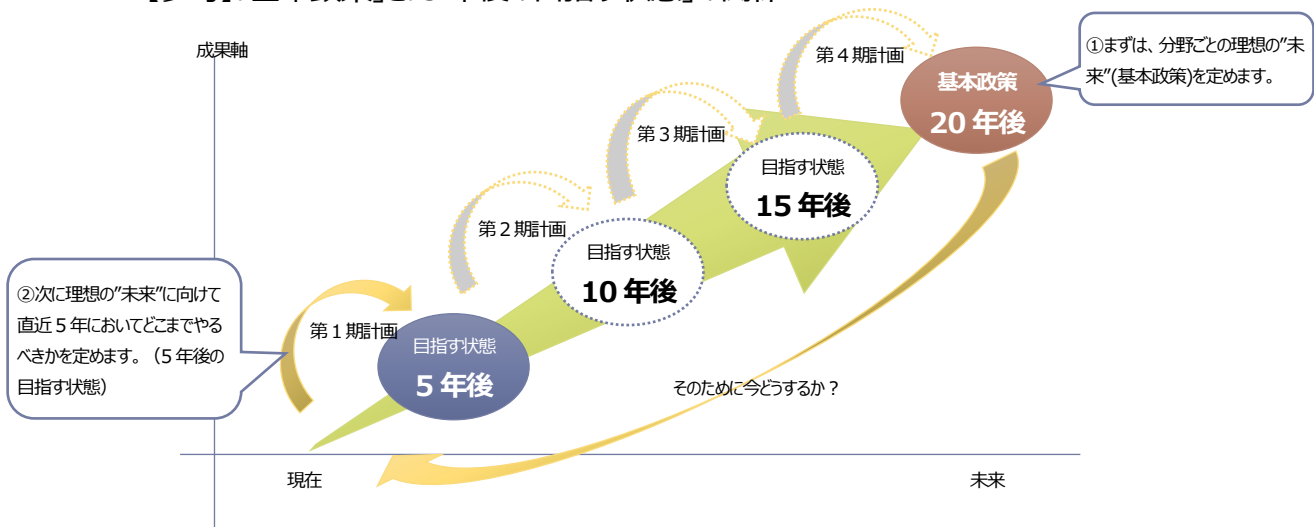 成果軸
第４期計画
①まずは、分野ごとの理想の”未
来”(基本政策)を定めます。
基本政策
20 年後
第３期計画
目指す状態
15 年後
第２期計画
目指す状態
10 年後
②次に理想の”未来”に向けて
直近５年においてどこまでやる
べきかを定めます。（5 年後の
目指す状態）
第１期計画
目指す状態
5 年後
そのために今どうするか？
現在
未来